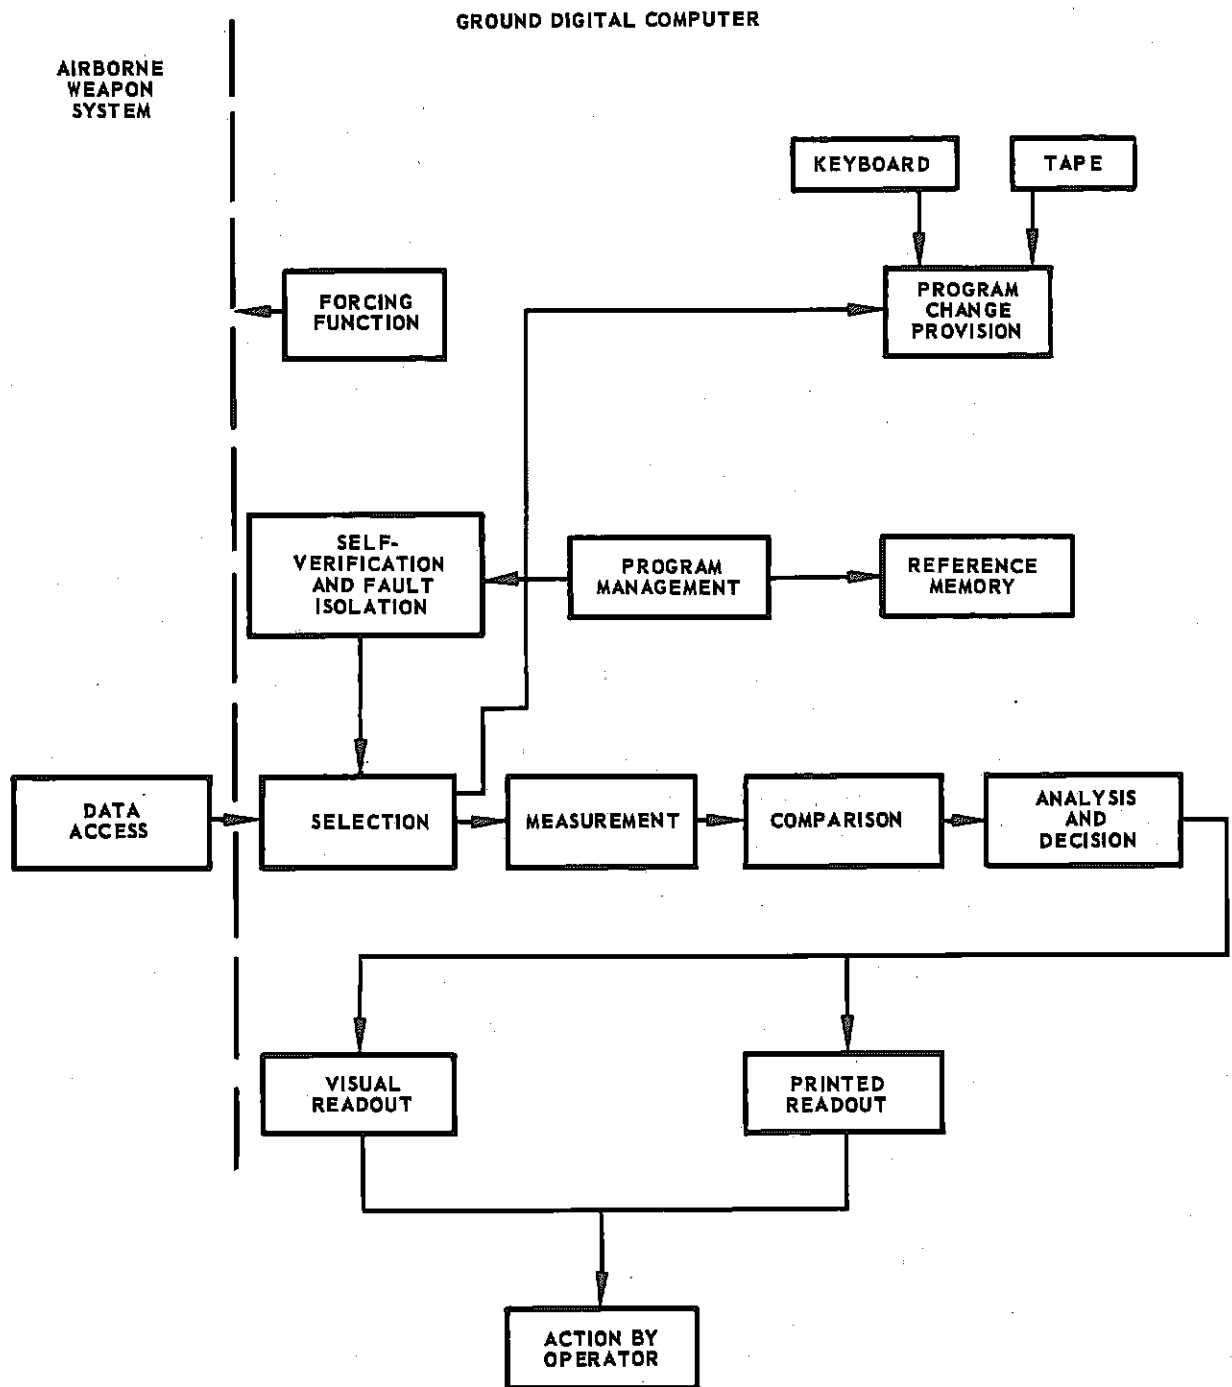 GROUND DIGITAL COMPUTER
AIRBORNE
WEAPON
SYSTEM
KEYBOARD
TAPE
FORCING
FUNCTION
PROGRAM
CHANGE
PROVISION
SELF-
VERIFICATION
AND FAULT
ISOLATION
PROGRAM
MANAGEMENT
REFERENCE
MEMORY
DATA
ACCESS
SELECTION
MEASUREMENT
COMPARISON
ANALYSIS
AND
DECISION
VISUAL
READOUT
PRINTED
READOUT
ACTION BY
OPERATOR